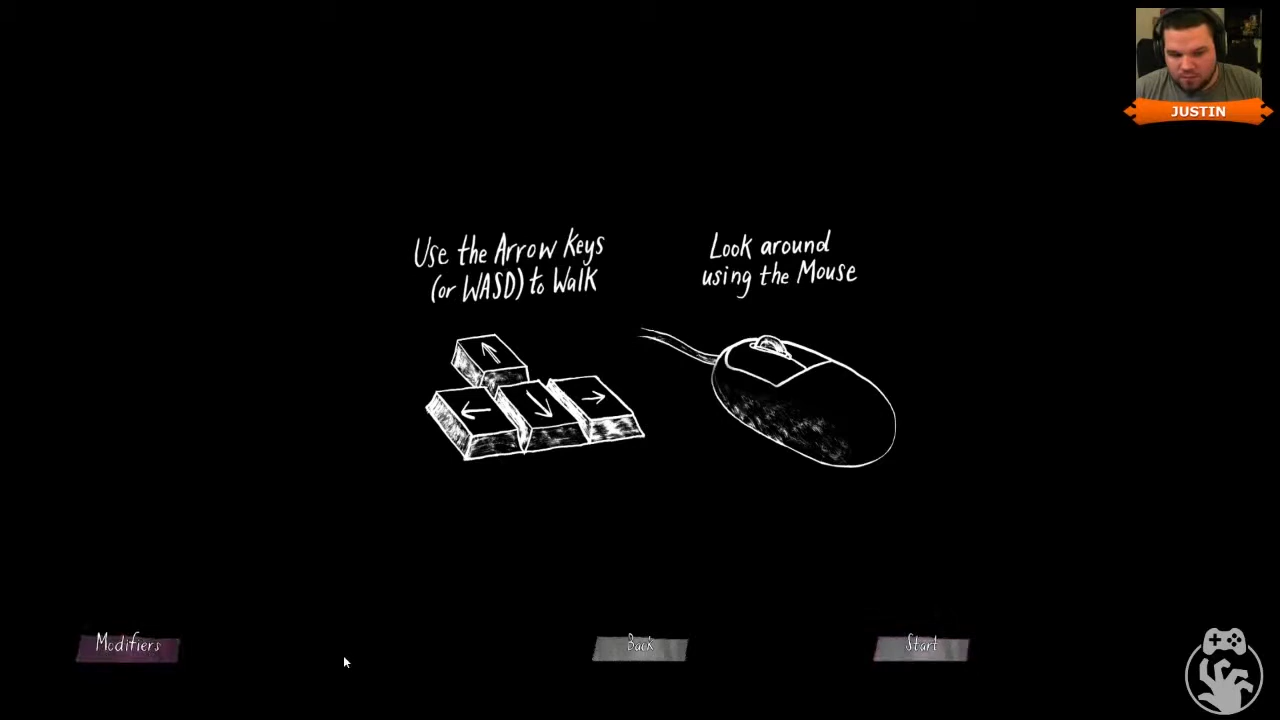 JUSTIN
Use the Arrow Keys
(or WASD) to Walk
Look around
using the Mouse
Modifiers
Back
Start